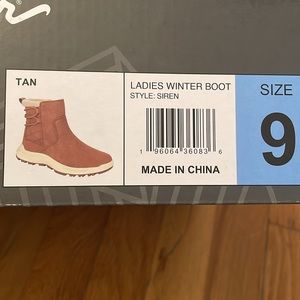 TAN
LADIES WINTER BOOT
STYLE: SIREN
1 96064 36083 6
MADE IN CHINA
SIZE
9